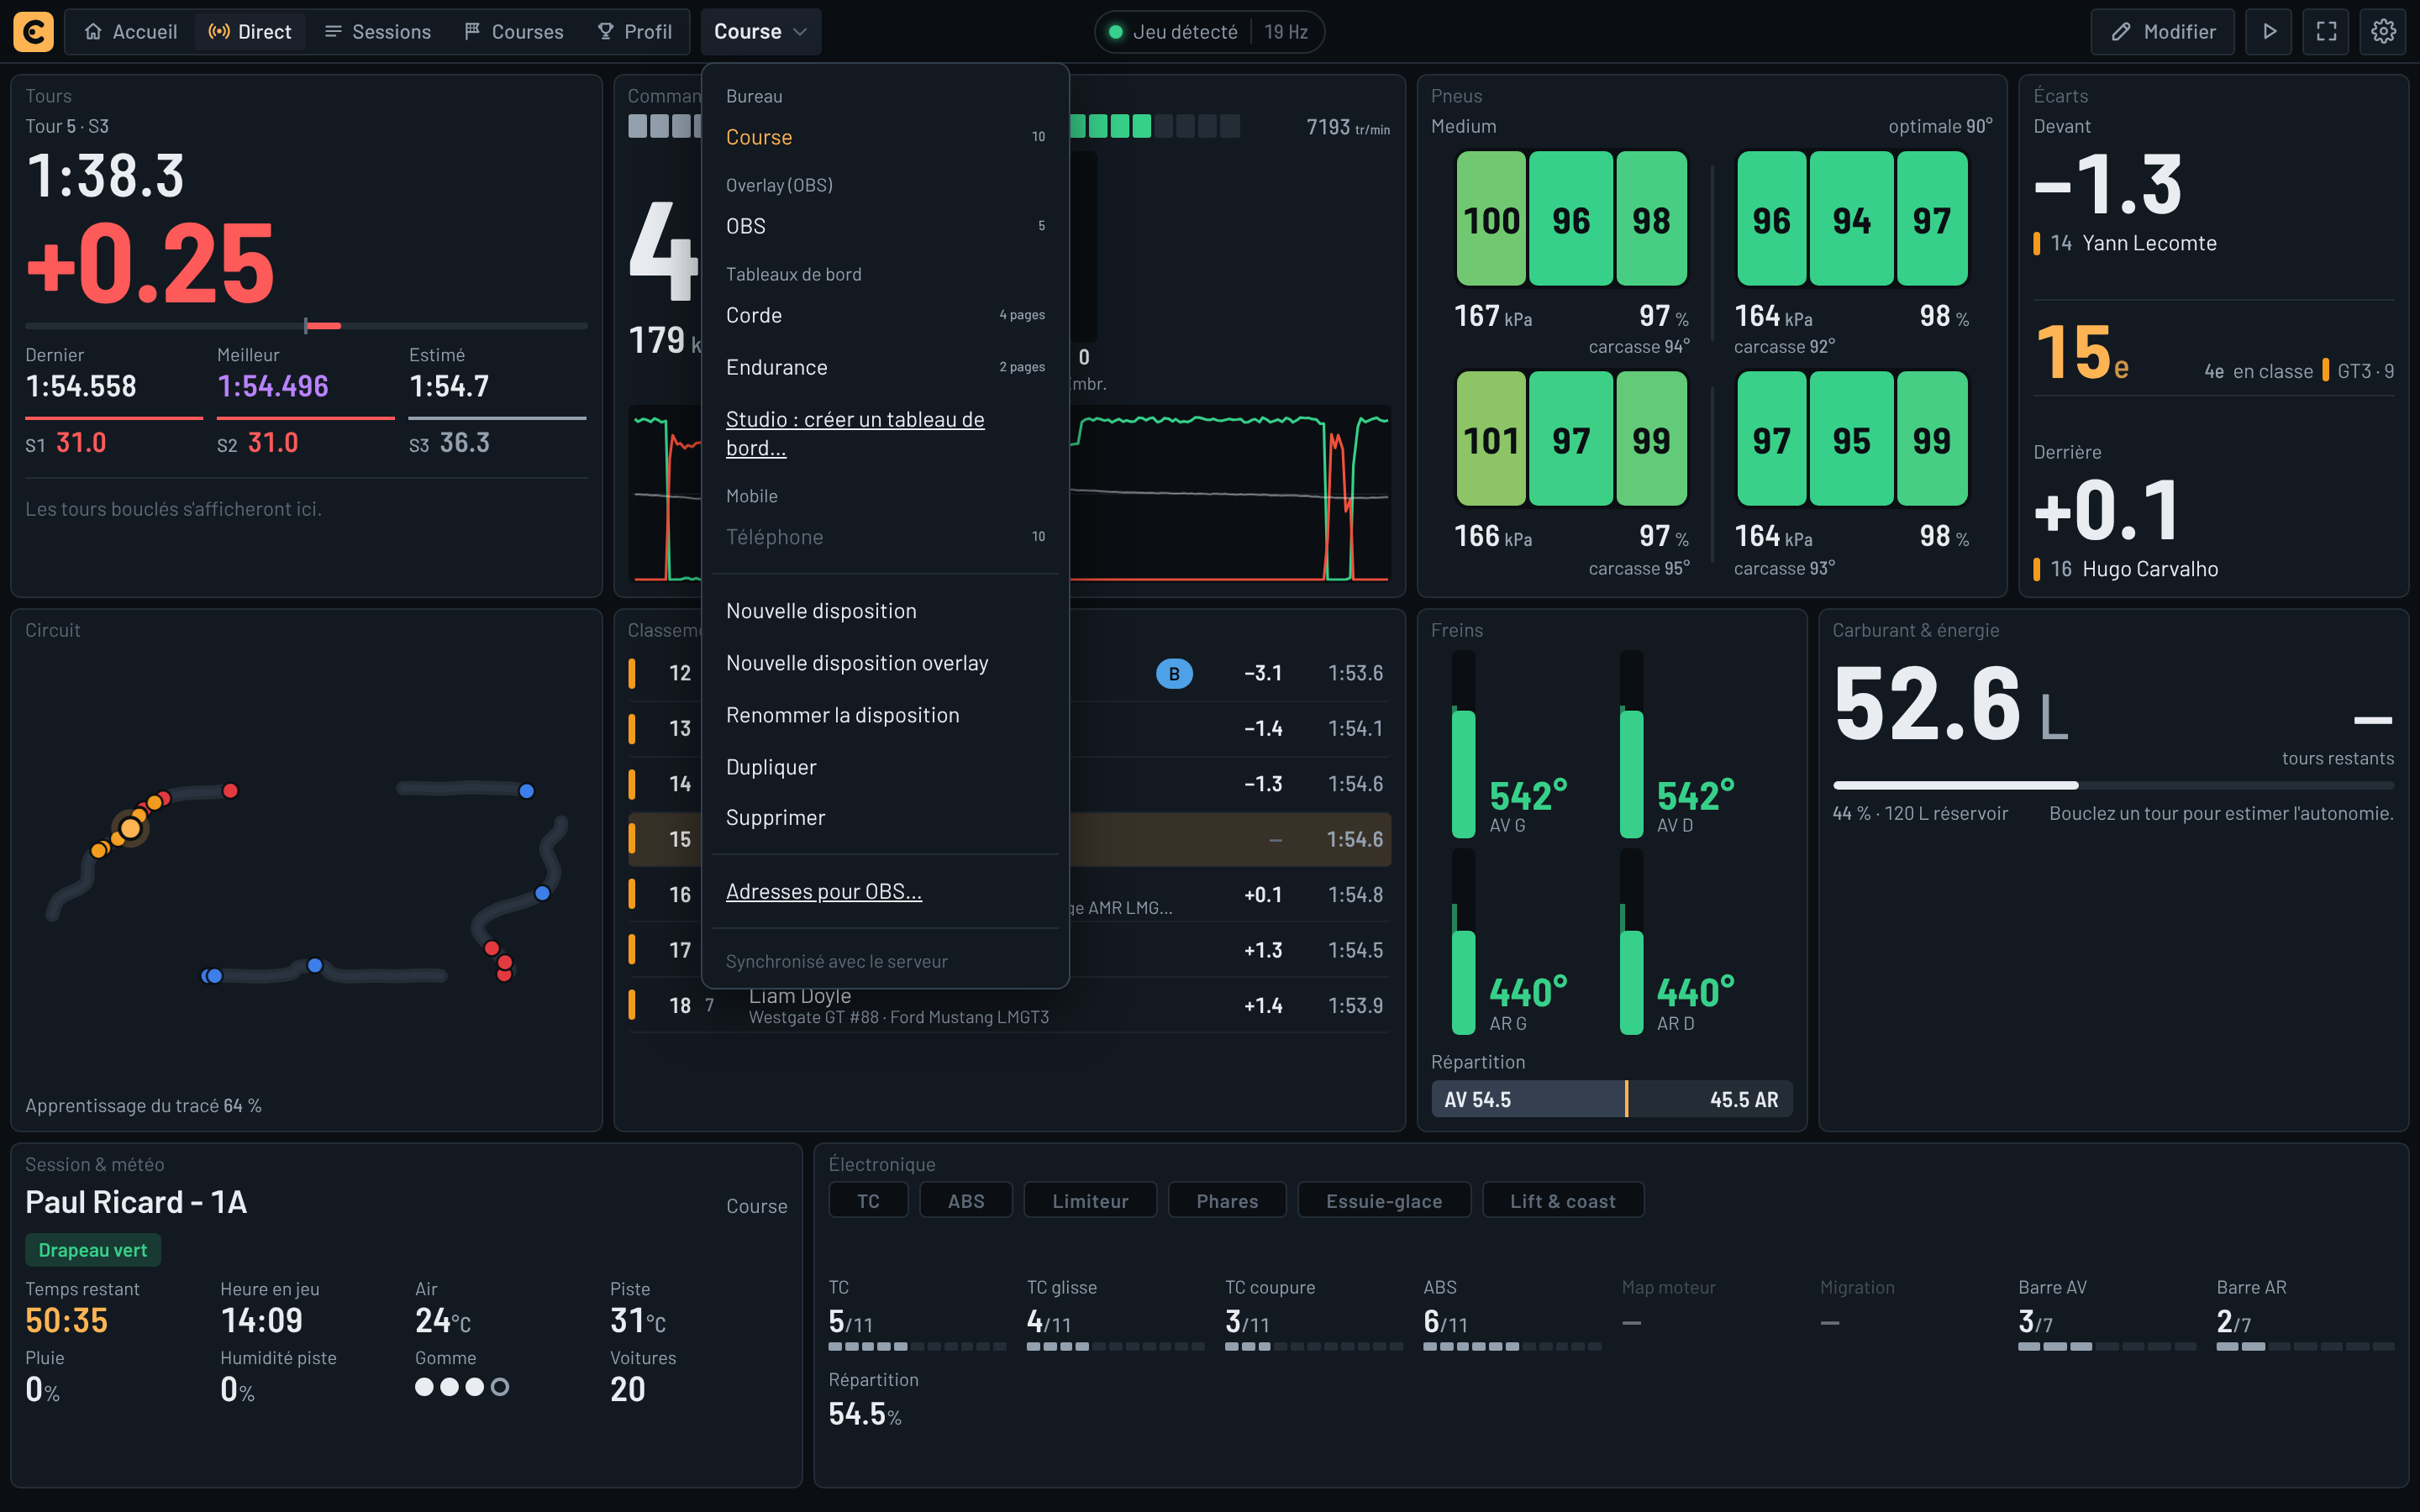 Accueil
Direct
Sessions
Courses
Profil
Course
Jeu détecté
19 Hz
Modifier
Tours
Tour 5 · S3
1:38.3
+0.25
Dernier
Meilleur
Estimé
1:54.558
1:54.496
1:54.7
S1 31.0
S2 31.0
S3 36.3
Les tours bouclés s'afficheront ici.
4
179
7193 tr/min
0
Bureau
Course 10
Overlay (OBS)
OBS 5
Tableaux de bord
Corde 4 pages
Endurance 2 pages
Studio : créer un tableau de
bord...
Mobile
Téléphone 10
Nouvelle disposition
Nouvelle disposition overlay
Renommer la disposition
Dupliquer
Supprimer
Adresses pour OBS...
Synchronisé avec le serveur
Pneus
Medium
optimale 90°
100 96 98
96 94 97
167 kPa 97 %
164 kPa 98 %
carcasse 94°
carcasse 92°
101 97 99
97 95 99
166 kPa 97 %
164 kPa 98 %
carcasse 95°
carcasse 93°
Écarts
Devant
−1.3
14 Yann Lecomte
15e
4e en classe GT3 · 9
Derrière
+0.1
16 Hugo Carvalho
Circuit
Apprentissage du tracé 64 %
12 B −3.1 1:53.6
13 −1.4 1:54.1
14 −1.3 1:54.6
15 – 1:54.6
16 AMR LMG... +0.1 1:54.8
17 +1.3 1:54.5
18 7 Liam Doyle +1.4 1:53.9
Westgate GT #88 · Ford Mustang LMGT3
Freins
542°
AV G
542°
AV D
440°
AR G
440°
AR D
Répartition
AV 54.5
45.5 AR
Carburant & énergie
52.6 L
–
tours restants
44 % · 120 L réservoir
Bouclez un tour pour estimer l'autonomie.
Session & météo
Paul Ricard - 1A
Course
Drapeau vert
Temps restant
Heure en jeu
Air
Piste
50:35
14:09
24°C
31°C
Pluie
Humidité piste
Gomme
Voitures
0%
0%
20
Électronique
TC
ABS
Limiteur
Phares
Essuie-glace
Lift & coast
TC
TC glisse
TC coupure
ABS
Map moteur
Migration
Barre AV
Barre AR
5/11
4/11
3/11
6/11
–
–
3/7
2/7
Répartition
54.5%